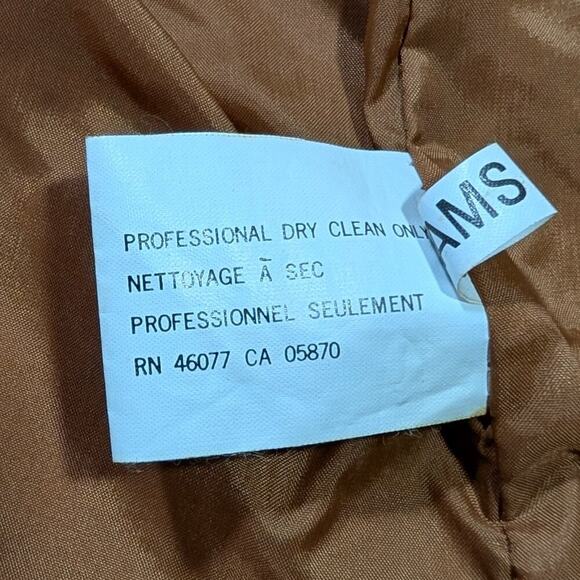 PROFESSIONAL DRY CLEAN ONLY
NETTOYAGE À SEC
PROFESSIONNEL SEULEMENT
RN 46077 CA 05870
AMS